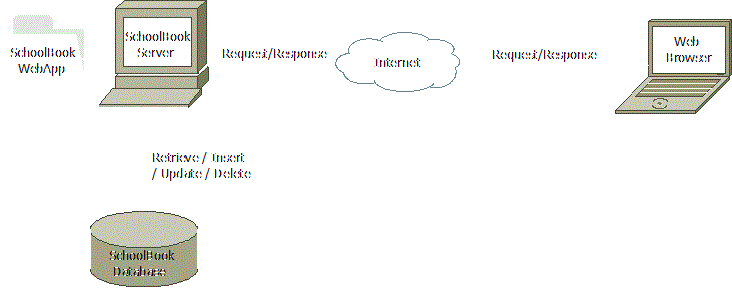 SchoolBook
WebApp
SchoolBook
Server
Request/Response
Internet
Request/Response
Web
Browser
Retrieve / Insert
/ Update / Delete
SchoolBook
Database